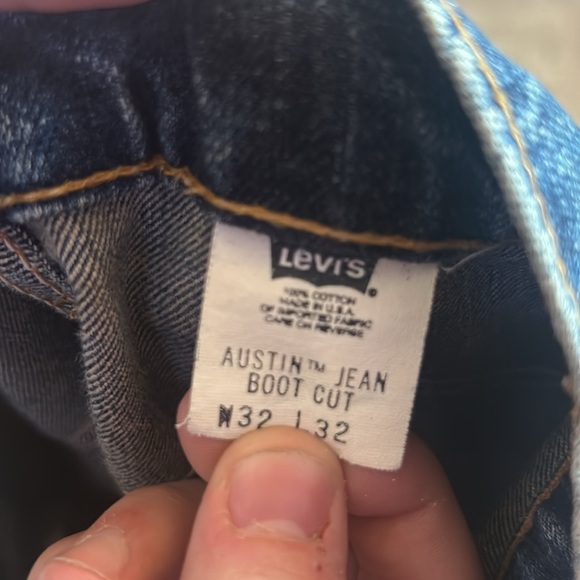 Levi's
100% COTTON
MADE IN U.S.A.
OF IMPORTED FABRIC
CARE ON REVERSE
AUSTIN™ JEAN
BOOT CUT
W32 L32